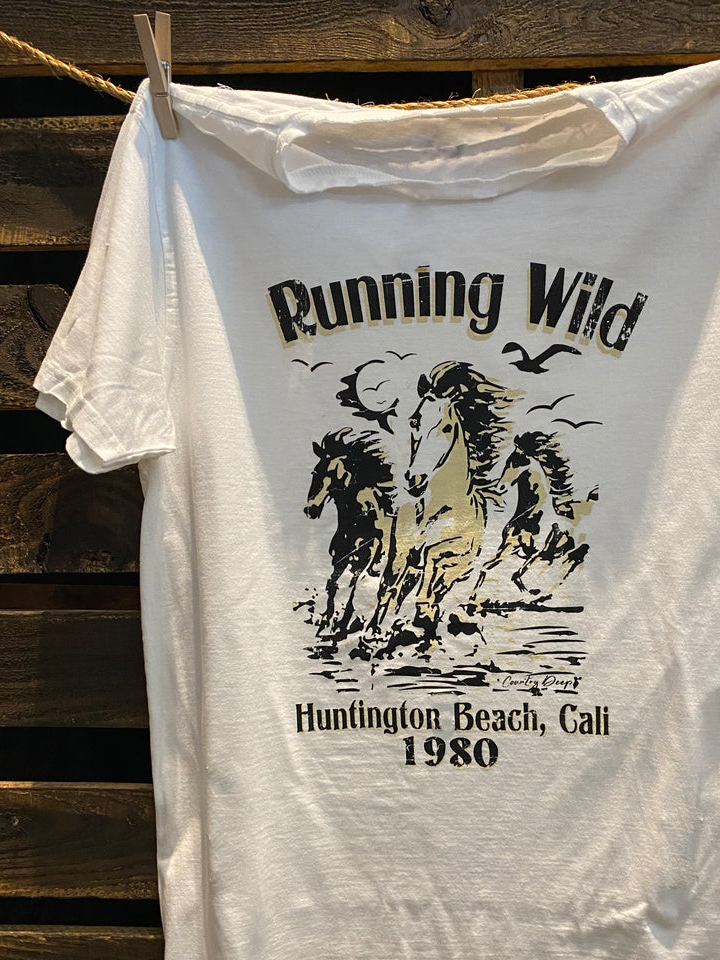 Running Wild
Country Deep
Huntington Beach, Cali
1980